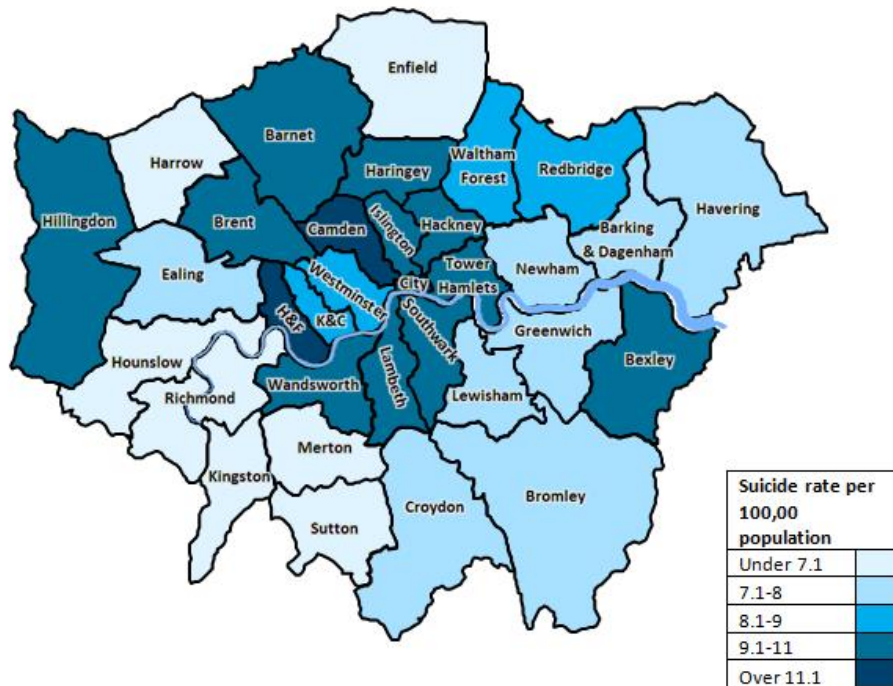 Enfield
Barnet
Harrow
Haringey
Waltham
Forest
Redbridge
Havering
Hillingdon
Brent
Camden
Islington
Hackney
Barking
& Dagenham
Ealing
Westminster
City
Tower
Hamlets
Newham
H&F
K&C
Southwark
Greenwich
Hounslow
Bexley
Richmond
Wandsworth
Lambeth
Lewisham
Merton
Kingston
Sutton
Croydon
Bromley
Suicide rate per
100,00
population
Under 7.1
7.1-8
8.1-9
9.1-11
Over 11.1